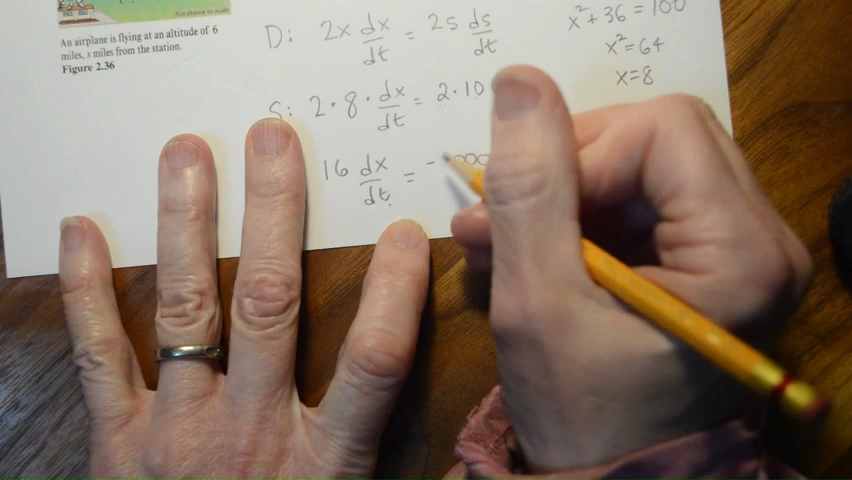 Not drawn to scale
An airplane is flying at an altitude of 6
miles, s miles from the station.
Figure 2.36
D: 2x dx/dt = 2s ds/dt
x² + 36 = 100
x² = 64
x = 8
S: 2 · 8 · dx/dt = 2 · 10
16 dx/dt = -